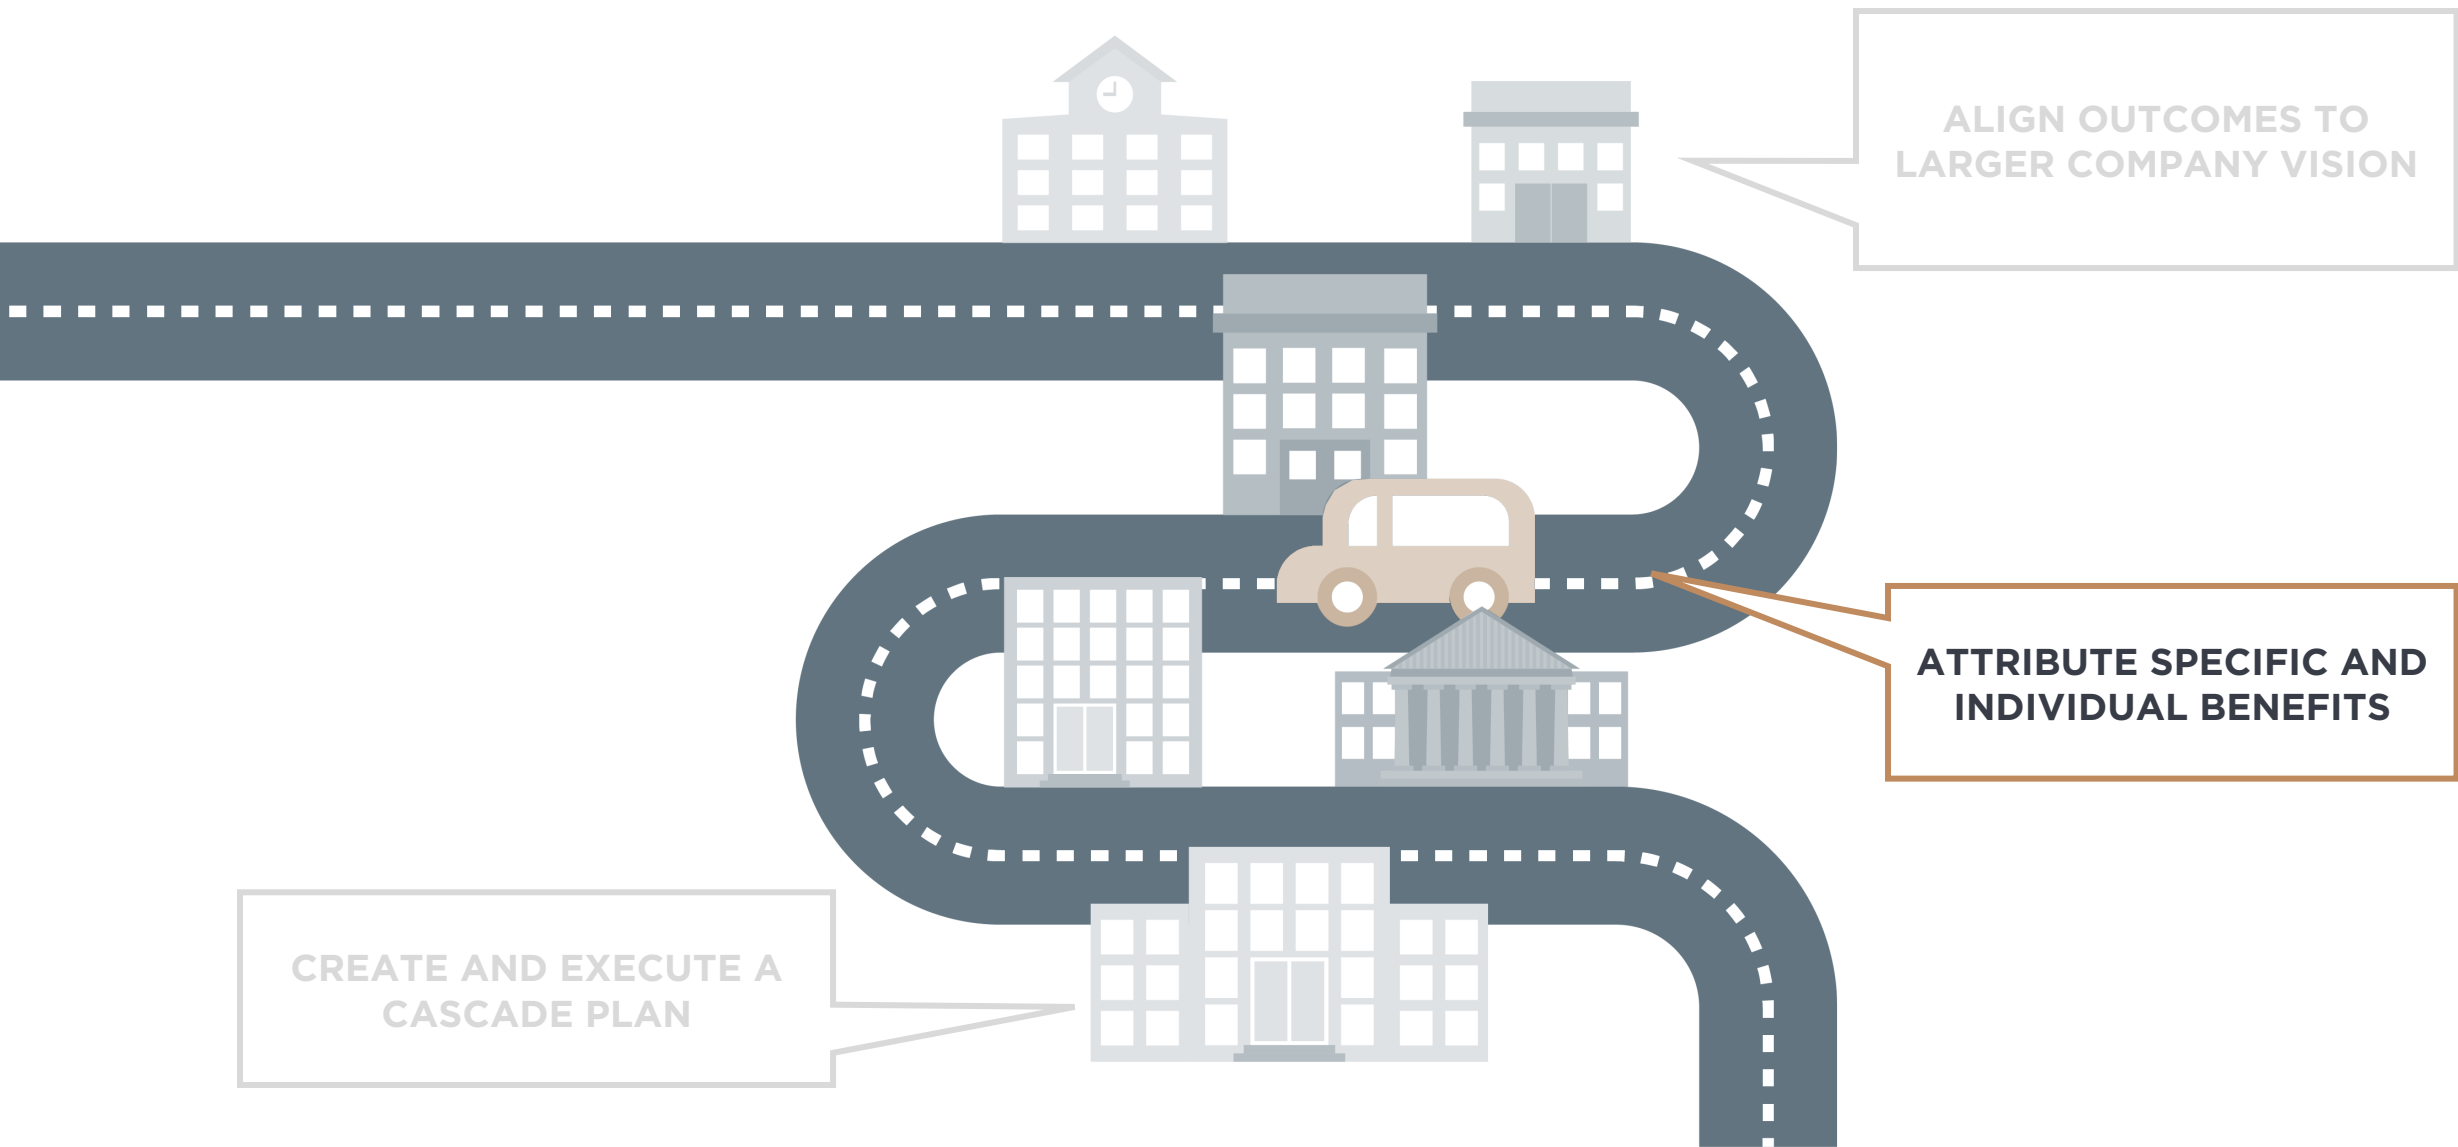 ALIGN OUTCOMES TO
LARGER COMPANY VISION
ATTRIBUTE SPECIFIC AND
INDIVIDUAL BENEFITS
CREATE AND EXECUTE A
CASCADE PLAN